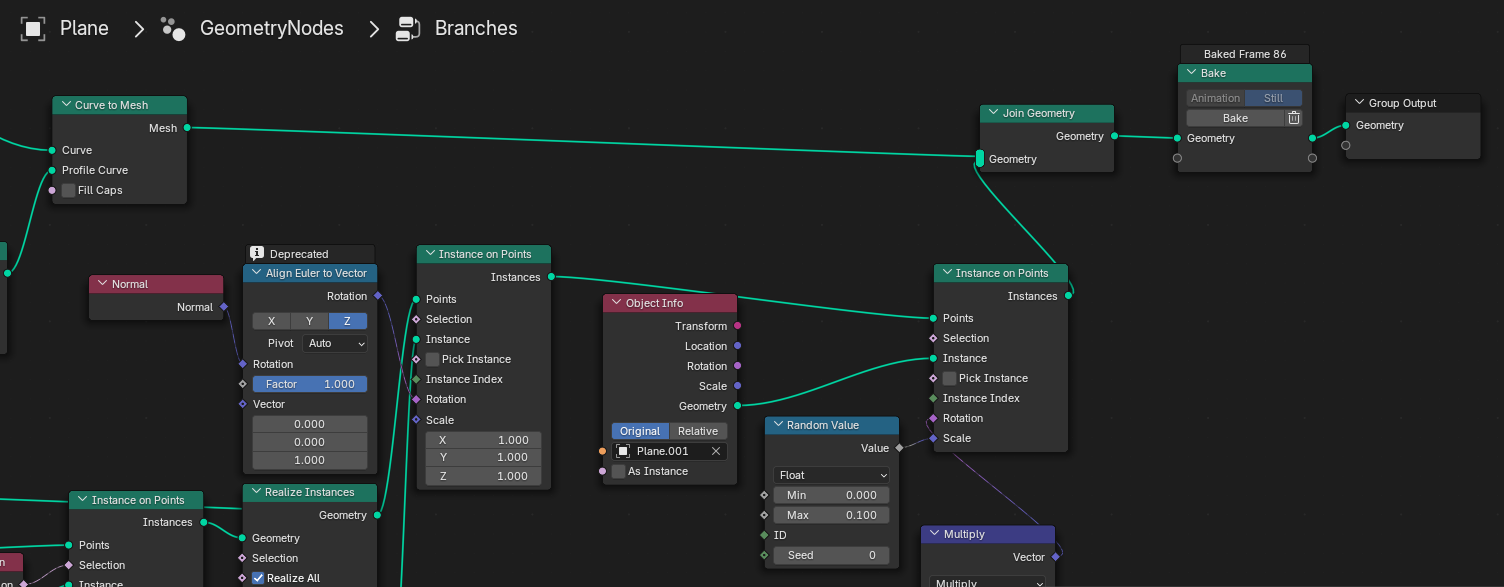 Plane > GeometryNodes > Branches
Baked Frame 86
Bake
Animation Still
Bake
Geometry
Group Output
Geometry
Join Geometry
Geometry
Geometry
Curve to Mesh
Mesh
Curve
Profile Curve
Fill Caps
Normal
Normal
Deprecated
Align Euler to Vector
Rotation
X Y Z
Pivot Auto
Rotation
Factor 1.000
Vector
0.000
0.000
1.000
Instance on Points
Instances
Points
Selection
Instance
Pick Instance
Instance Index
Rotation
Scale
X 1.000
Y 1.000
Z 1.000
Object Info
Transform
Location
Rotation
Scale
Geometry
Original Relative
Plane.001
As Instance
Instance on Points
Instances
Points
Selection
Instance
Pick Instance
Instance Index
Rotation
Scale
Random Value
Value
Float
Min 0.000
Max 0.100
ID
Seed 0
Multiply
Vector
Multiply
Instance on Points
Instances
Points
Selection
Instance
Realize Instances
Geometry
Geometry
Selection
Realize All
n
on